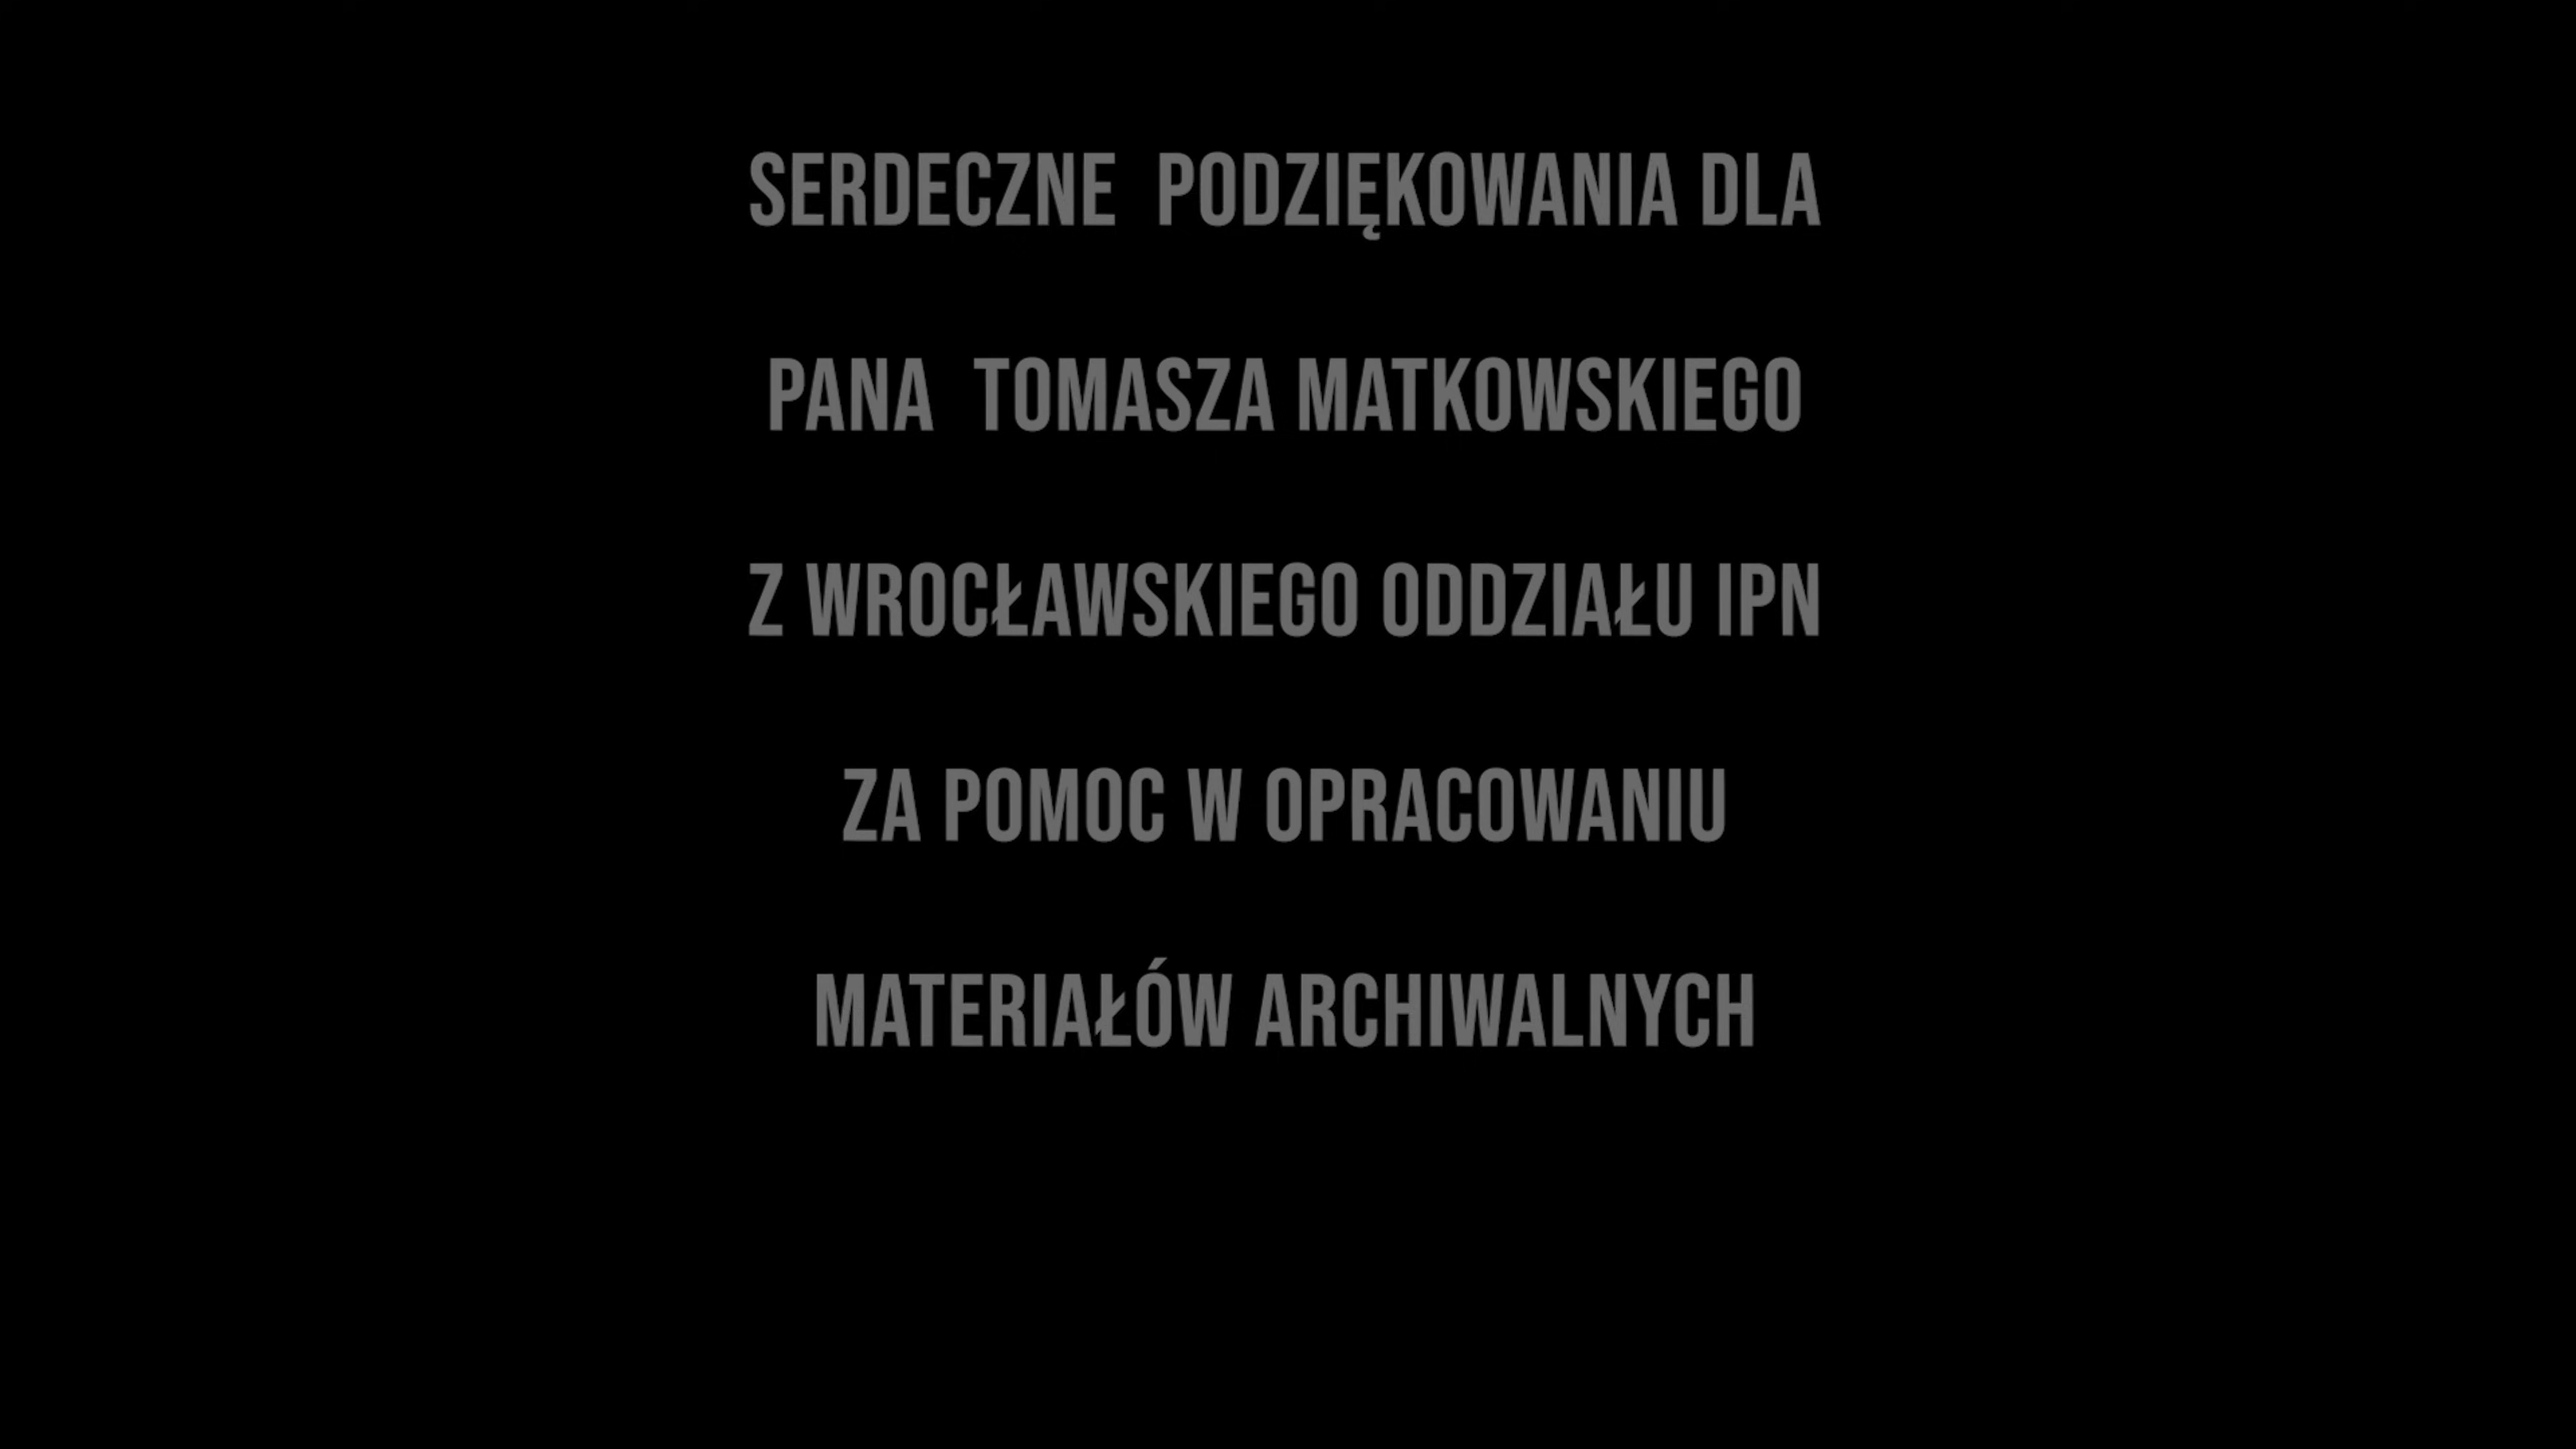 SERDECZNE PODZIĘKOWANIA DLA
PANA TOMASZA MATKOWSKIEGO
Z WROCŁAWSKIEGO ODDZIAŁU IPN
ZA POMOC W OPRACOWANIU
MATERIAŁÓW ARCHIWALNYCH